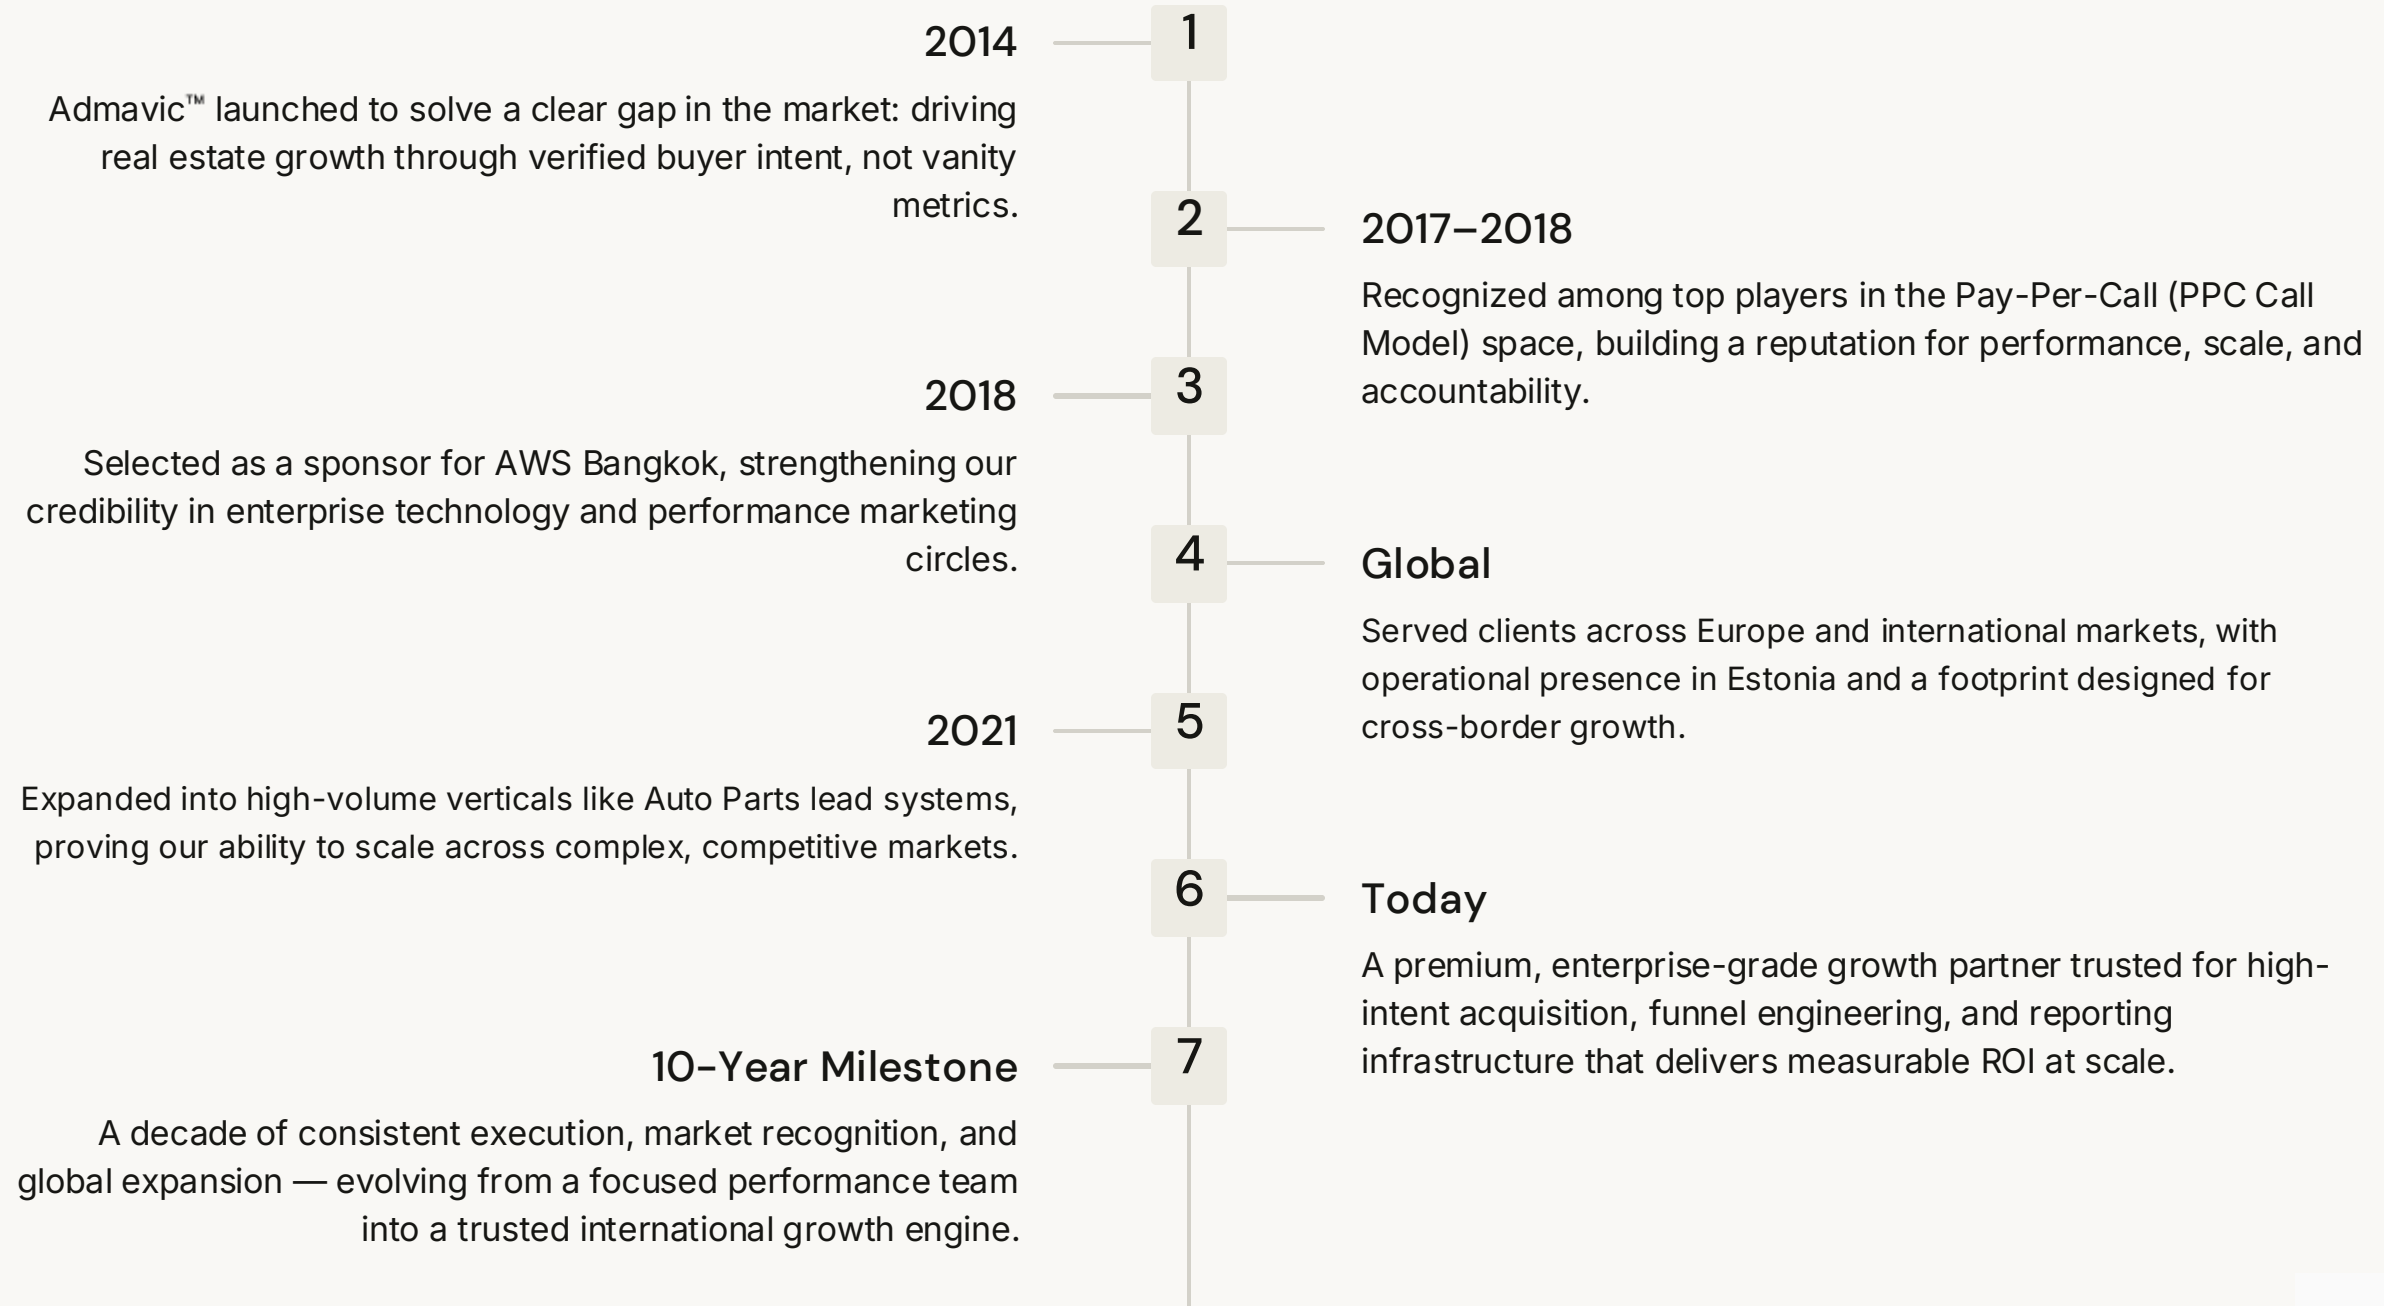 1
2014
Admavic™ launched to solve a clear gap in the market: driving
real estate growth through verified buyer intent, not vanity
metrics.
2
2017–2018
Recognized among top players in the Pay-Per-Call (PPC Call
Model) space, building a reputation for performance, scale, and
accountability.
3
2018
Selected as a sponsor for AWS Bangkok, strengthening our
credibility in enterprise technology and performance marketing
circles.
4
Global
Served clients across Europe and international markets, with
operational presence in Estonia and a footprint designed for
cross-border growth.
5
2021
Expanded into high-volume verticals like Auto Parts lead systems,
proving our ability to scale across complex, competitive markets.
6
Today
A premium, enterprise-grade growth partner trusted for high-
intent acquisition, funnel engineering, and reporting
infrastructure that delivers measurable ROI at scale.
7
10-Year Milestone
A decade of consistent execution, market recognition, and
global expansion — evolving from a focused performance team
into a trusted international growth engine.